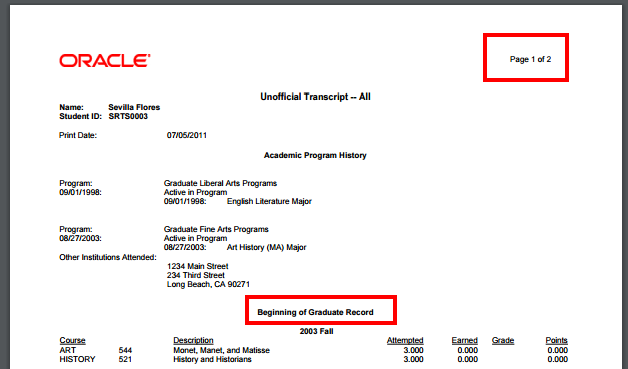 Page 1 of 2
ORACLE®
Unofficial Transcript -- All
Name: Sevilla Flores
Student ID: SRTS0003
Print Date: 07/05/2011
Academic Program History
Program: Graduate Liberal Arts Programs
09/01/1998: Active in Program
09/01/1998: English Literature Major
Program: Graduate Fine Arts Programs
08/27/2003: Active in Program
08/27/2003: Art History (MA) Major
Other Institutions Attended:
1234 Main Street
234 Third Street
Long Beach, CA 90271
Beginning of Graduate Record
2003 Fall
Course Description Attempted Earned Grade Points
ART 544 Monet, Manet, and Matisse 3.000 0.000 0.000
HISTORY 521 History and Historians 3.000 0.000 0.000